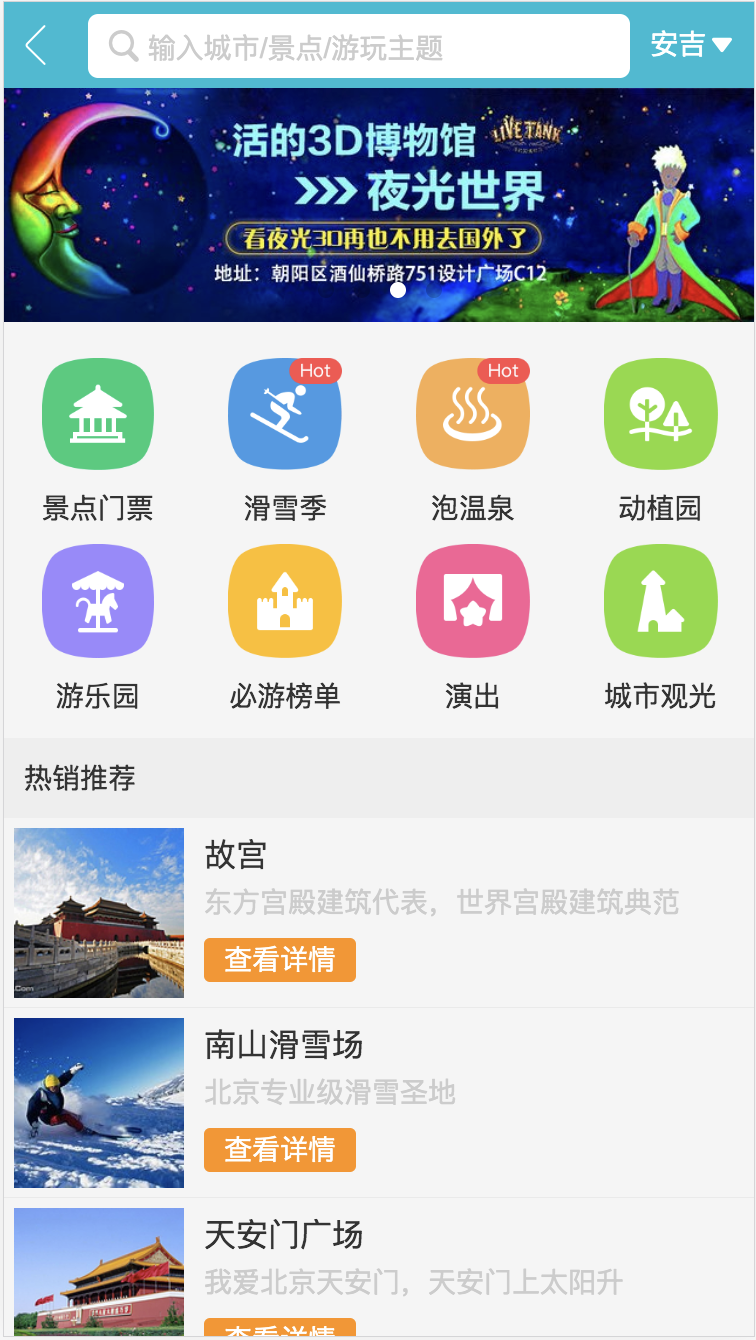 输入城市/景点/游玩主题
安吉
活的3D博物馆
LIVE TANK
夜光世界
看夜光3D再也不用去国外了
地址：朝阳区酒仙桥路751设计广场C12
Hot
Hot
景点门票
滑雪季
泡温泉
动植园
游乐园
必游榜单
演出
城市观光
热销推荐
故宫
东方宫殿建筑代表，世界宫殿建筑典范
查看详情
南山滑雪场
北京专业级滑雪圣地
查看详情
天安门广场
我爱北京天安门，天安门上太阳升
查看详情